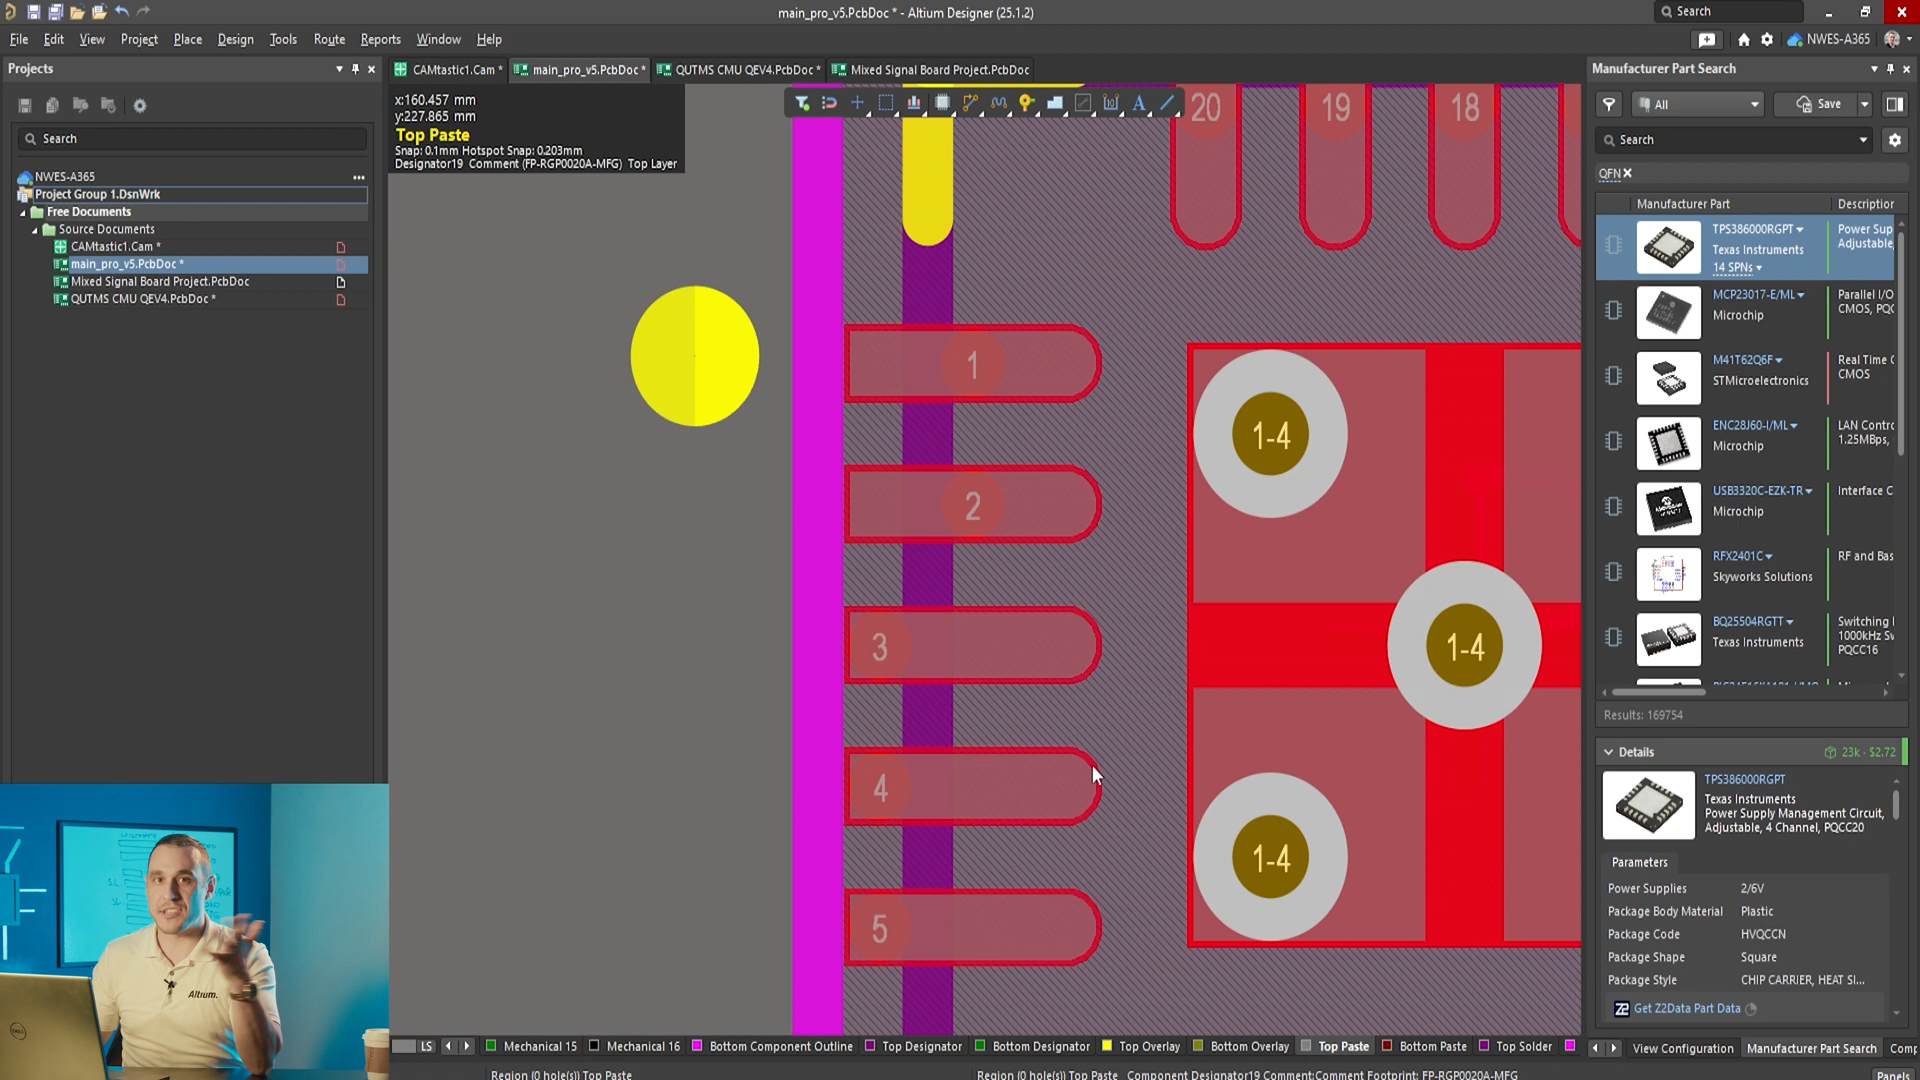 main_pro_v5.PcbDoc * - Altium Designer (25.1.2)
Search
File Edit View Project Place Design Tools Route Reports Window Help
NWES-A365
Projects
Search
NWES-A365
Project Group 1.DsnWrk
Free Documents
Source Documents
CAMtastic1.Cam *
main_pro_v5.PcbDoc *
Mixed Signal Board Project.PcbDoc
QUTMS CMU QEV4.PcbDoc *
CAMtastic1.Cam * main_pro_v5.PcbDoc * QUTMS CMU QEV4.PcbDoc * Mixed Signal Board Project.PcbDoc
x:160.457 mm
y:227.865 mm
Top Paste
Snap: 0.1mm Hotspot Snap: 0.203mm
Designator19 Comment (FP-RGP0020A-MFG) Top Layer
20 19 18
1
2
3
4
5
1-4
1-4
1-4
Manufacturer Part Search
All
Save
Search
QFN
Manufacturer Part Description
TPS386000RGPT Power Sup
Texas Instruments Adjustable,
14 SPNs
MCP23017-E/ML Parallel I/O
Microchip CMOS, PQC
M41T62Q6F Real Time C
STMicroelectronics CMOS
ENC28J60-I/ML LAN Contro
Microchip 1.25MBps,
USB3320C-EZK-TR Interface C
Microchip
RFX2401C RF and Bas
Skyworks Solutions
BQ25504RGTT Switching
Texas Instruments 1000kHz Sw
PQCC16
Results: 169754
Details 23k - $2.72
TPS386000RGPT
Texas Instruments
Power Supply Management Circuit,
Adjustable, 4 Channel, PQCC20
Parameters
Power Supplies 2/6V
Package Body Material Plastic
Package Code HVQCCN
Package Shape Square
Package Style CHIP CARRIER, HEAT SI...
Z2 Get Z2Data Part Data
Altium.
LS Mechanical 15 Mechanical 16 Bottom Component Outline Top Designator Bottom Designator Top Overlay Bottom Overlay Top Paste Bottom Paste Top Solder
View Configuration Manufacturer Part Search Comp
Region (0 hole(s)) Top Paste Region (0 hole(s)) Top Paste Component Designator19 Comment:Comment Footprint: FP-RGP0020A-MFG
Panels